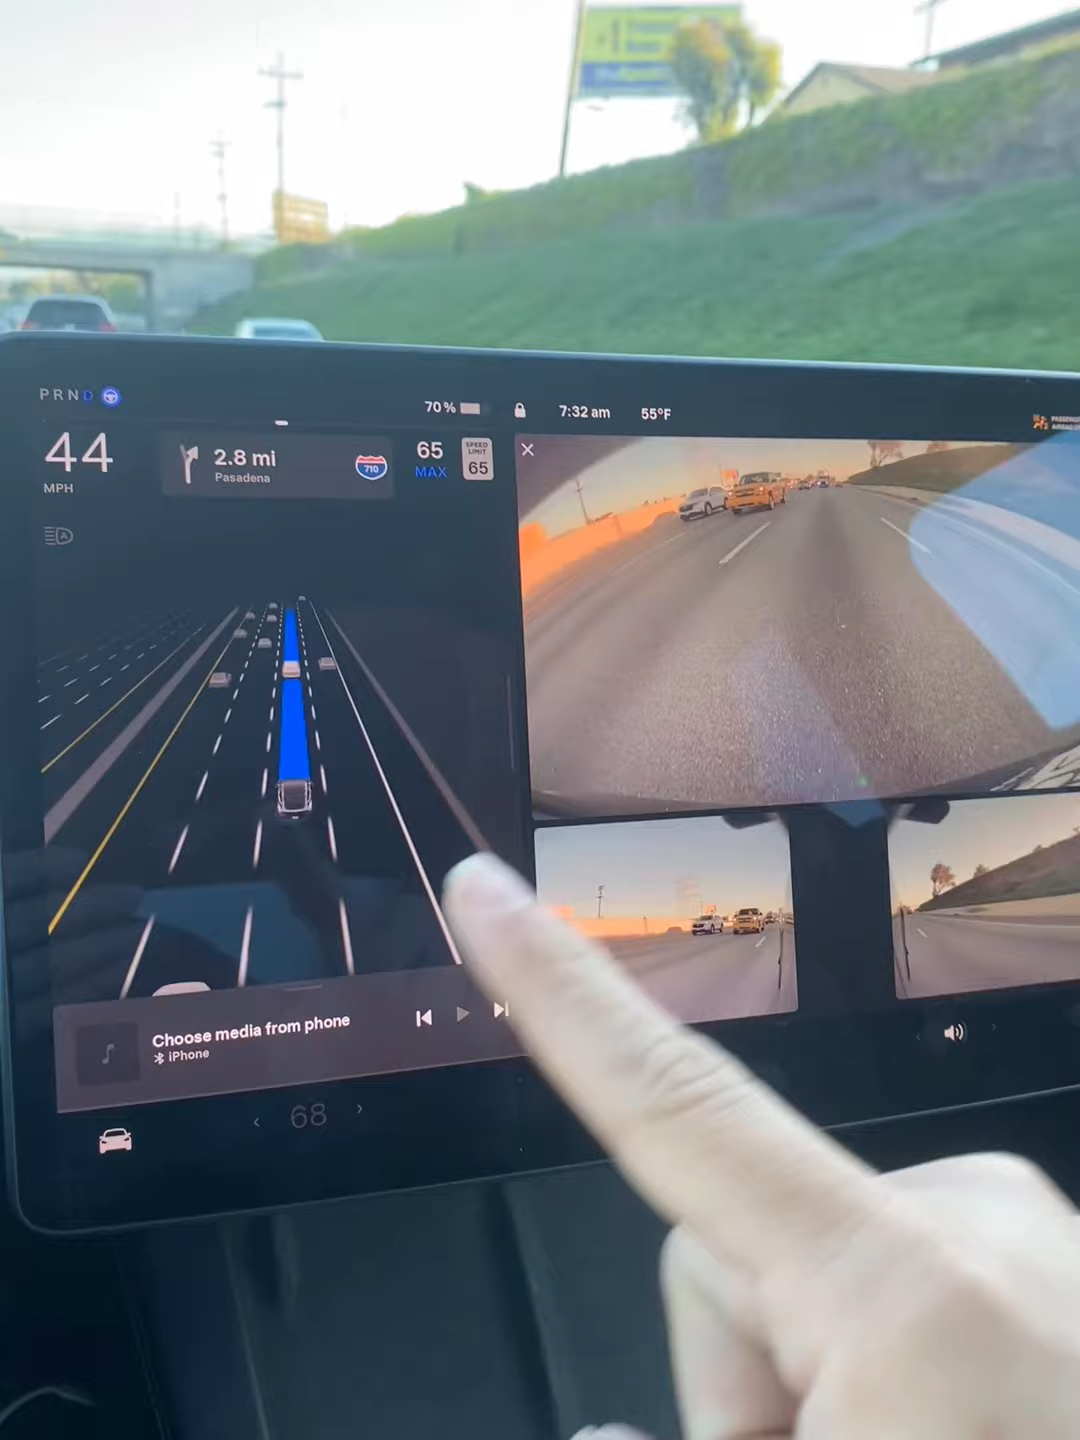 PRND
70%
7:32 am
55°F
PASSENGER
44
MPH
2.8 mi
Pasadena
710
65
MAX
SPEED
LIMIT
65
A
Choose media from phone
iPhone
68